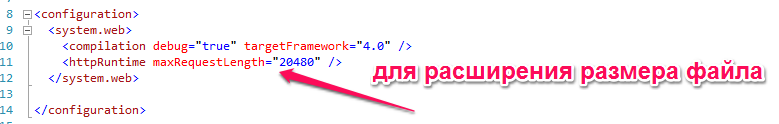 8 <configuration>
9 <system.web>
10 <compilation debug="true" targetFramework="4.0" />
11 <httpRuntime maxRequestLength="20480" />
12 </system.web>
для расширения размера файла
13
14 </configuration>